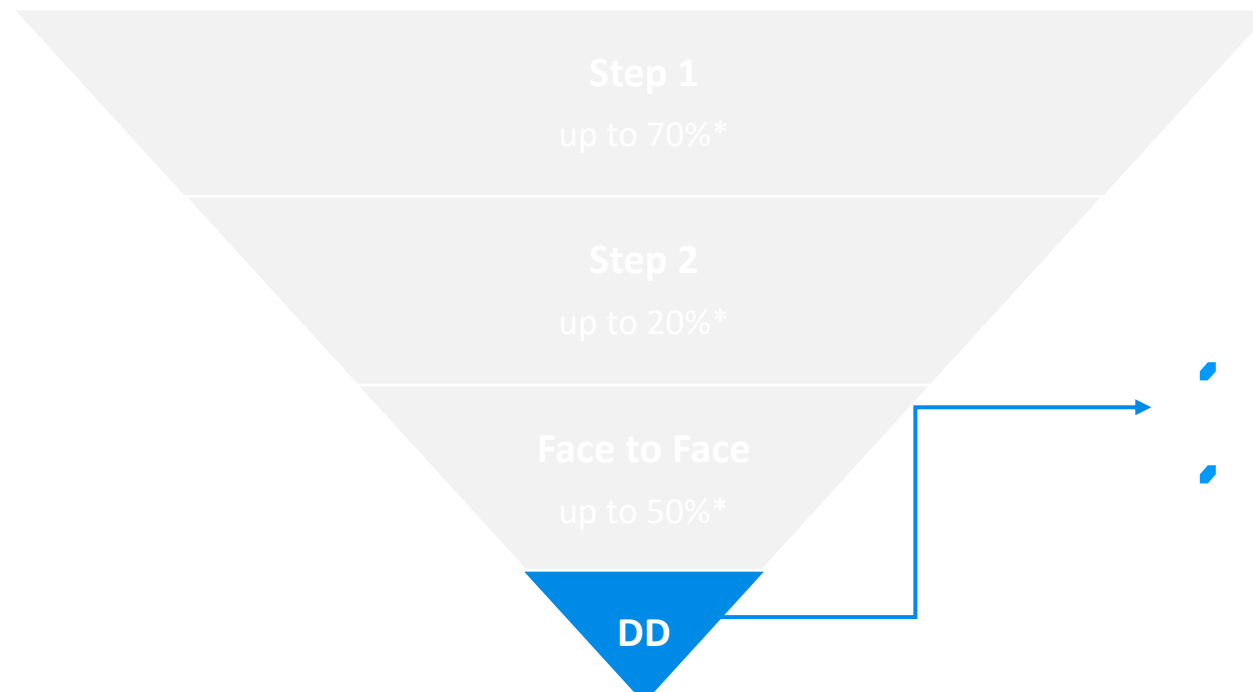 Step 1
up to 70%*
Step 2
up to 20%*
Face to Face
up to 50%*
DD